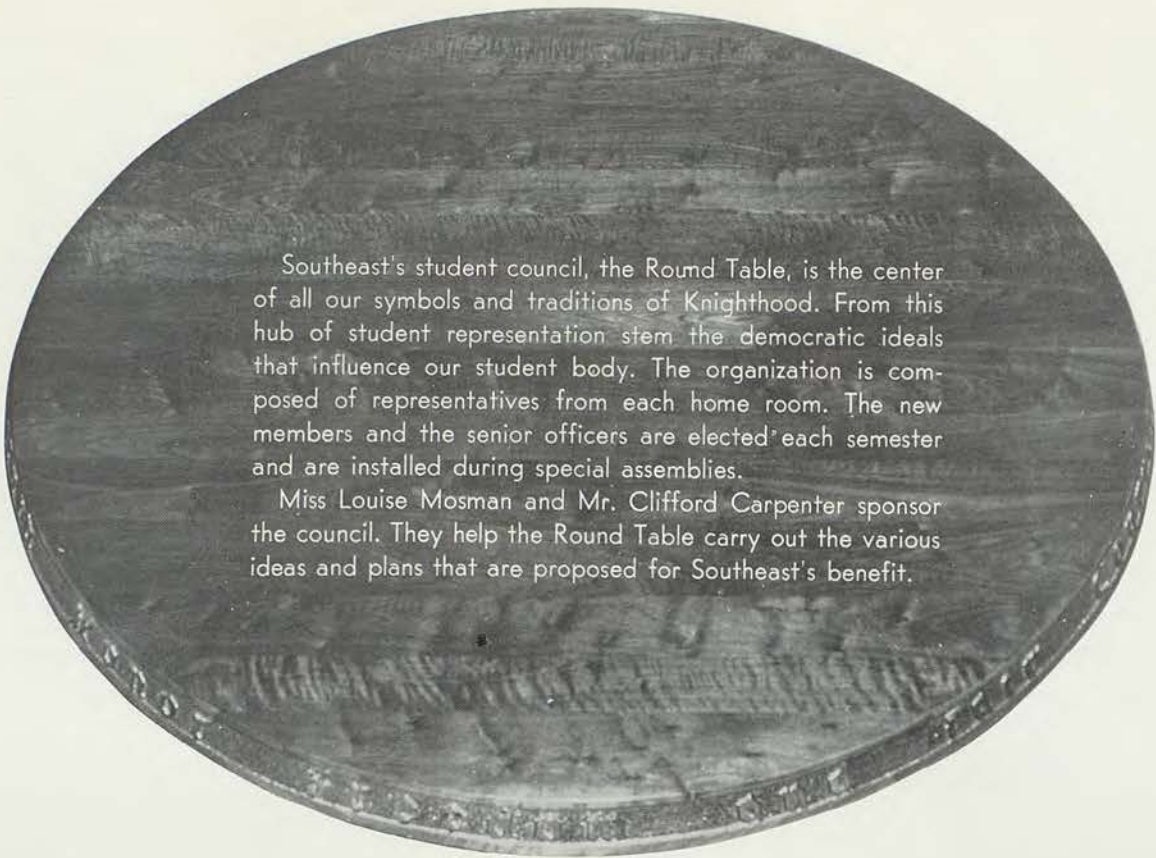 Southeast's student council, the Round Table, is the center
of all our symbols and traditions of Knighthood. From this
hub of student representation stem the democratic ideals
that influence our student body. The organization is com-
posed of representatives from each home room. The new
members and the senior officers are elected each semester
and are installed during special assemblies.
Miss Louise Mosman and Mr. Clifford Carpenter sponsor
the council. They help the Round Table carry out the various
ideas and plans that are proposed for Southeast's benefit.